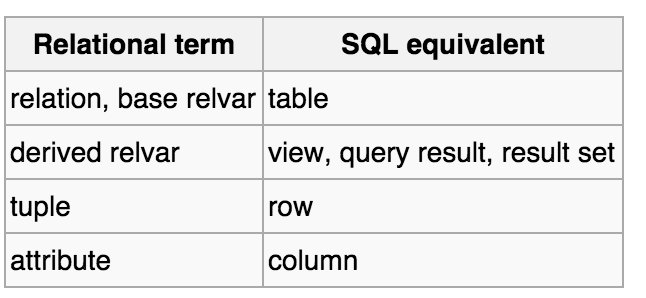 Relational term SQL equivalent
relation, base relvar table
derived relvar view, query result, result set
tuple row
attribute column